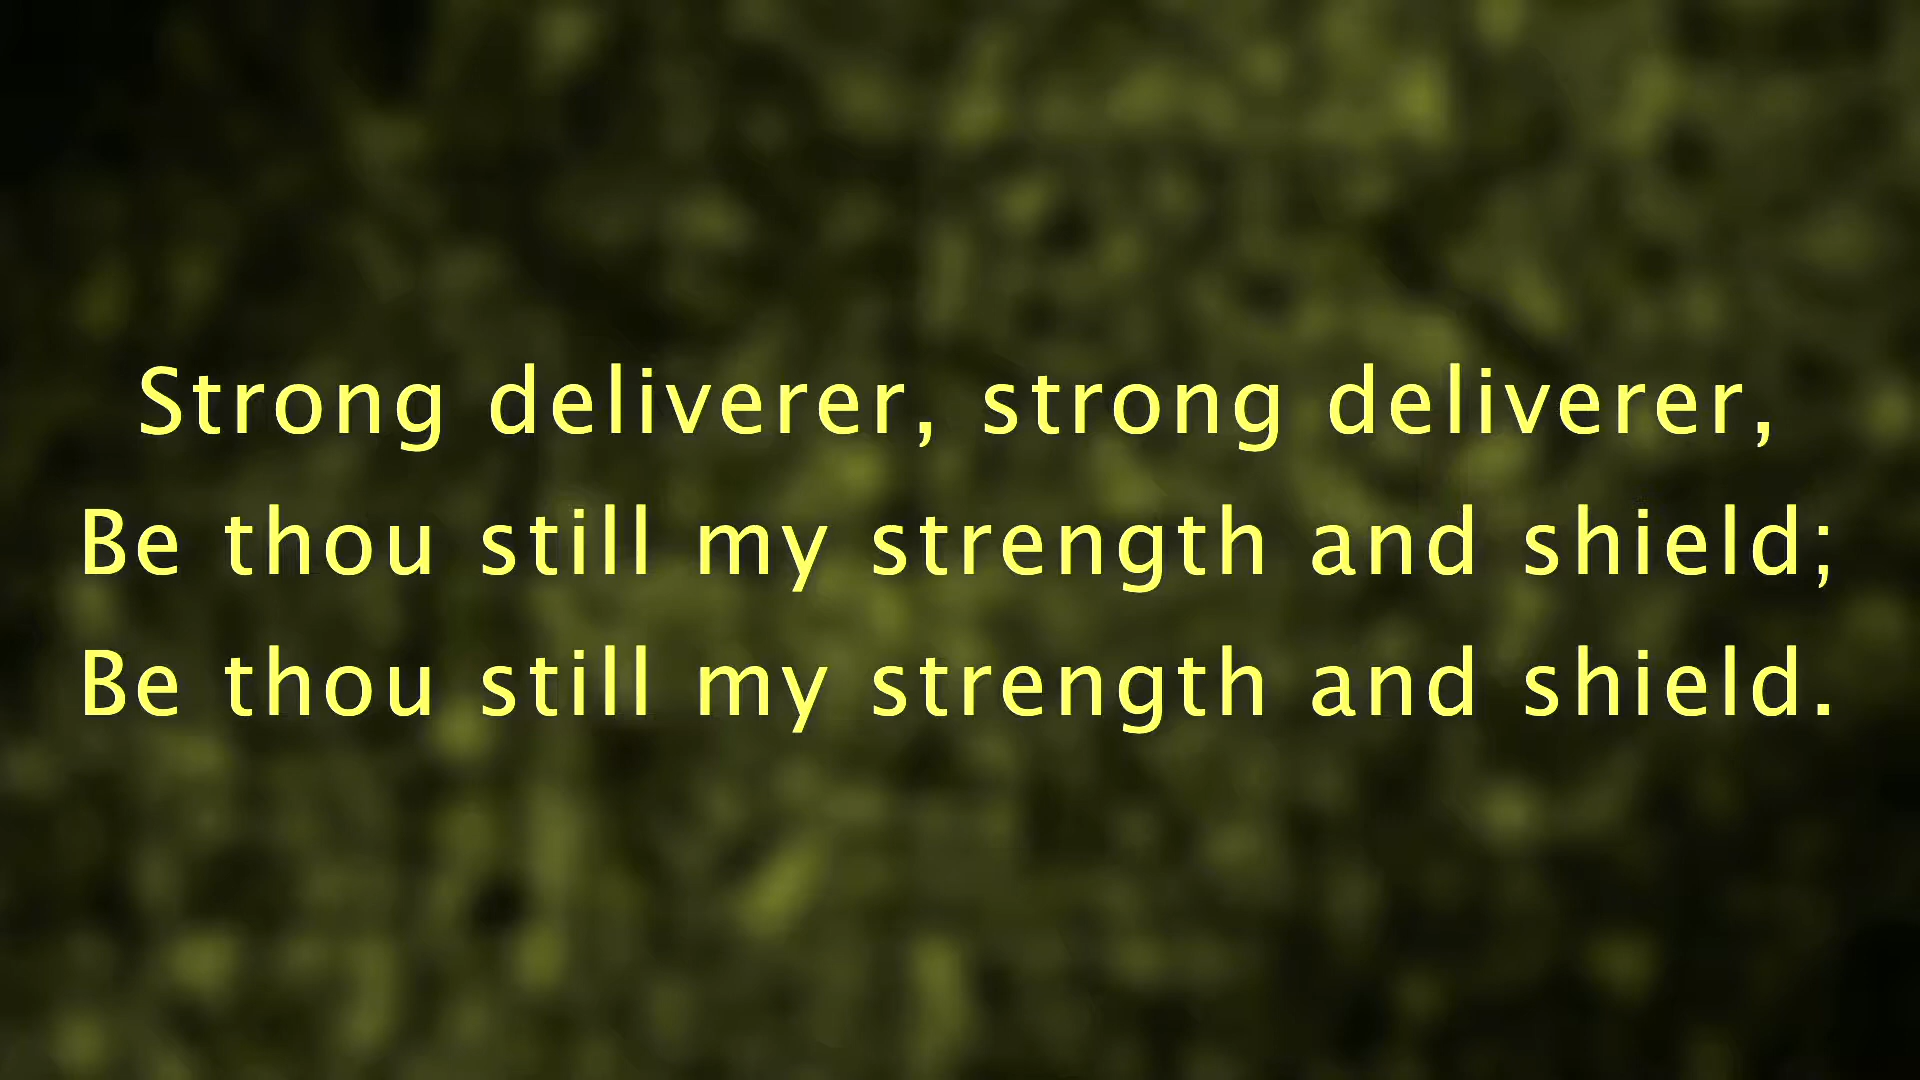 Strong deliverer, strong deliverer,
Be thou still my strength and shield;
Be thou still my strength and shield.